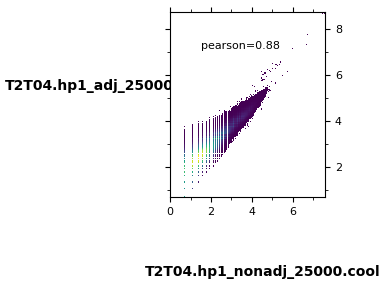 pearson=0.88
8
6
4
2
T2T04.hp1_adj_25000
0 2 4 6
T2T04.hp1_nonadj_25000.cool